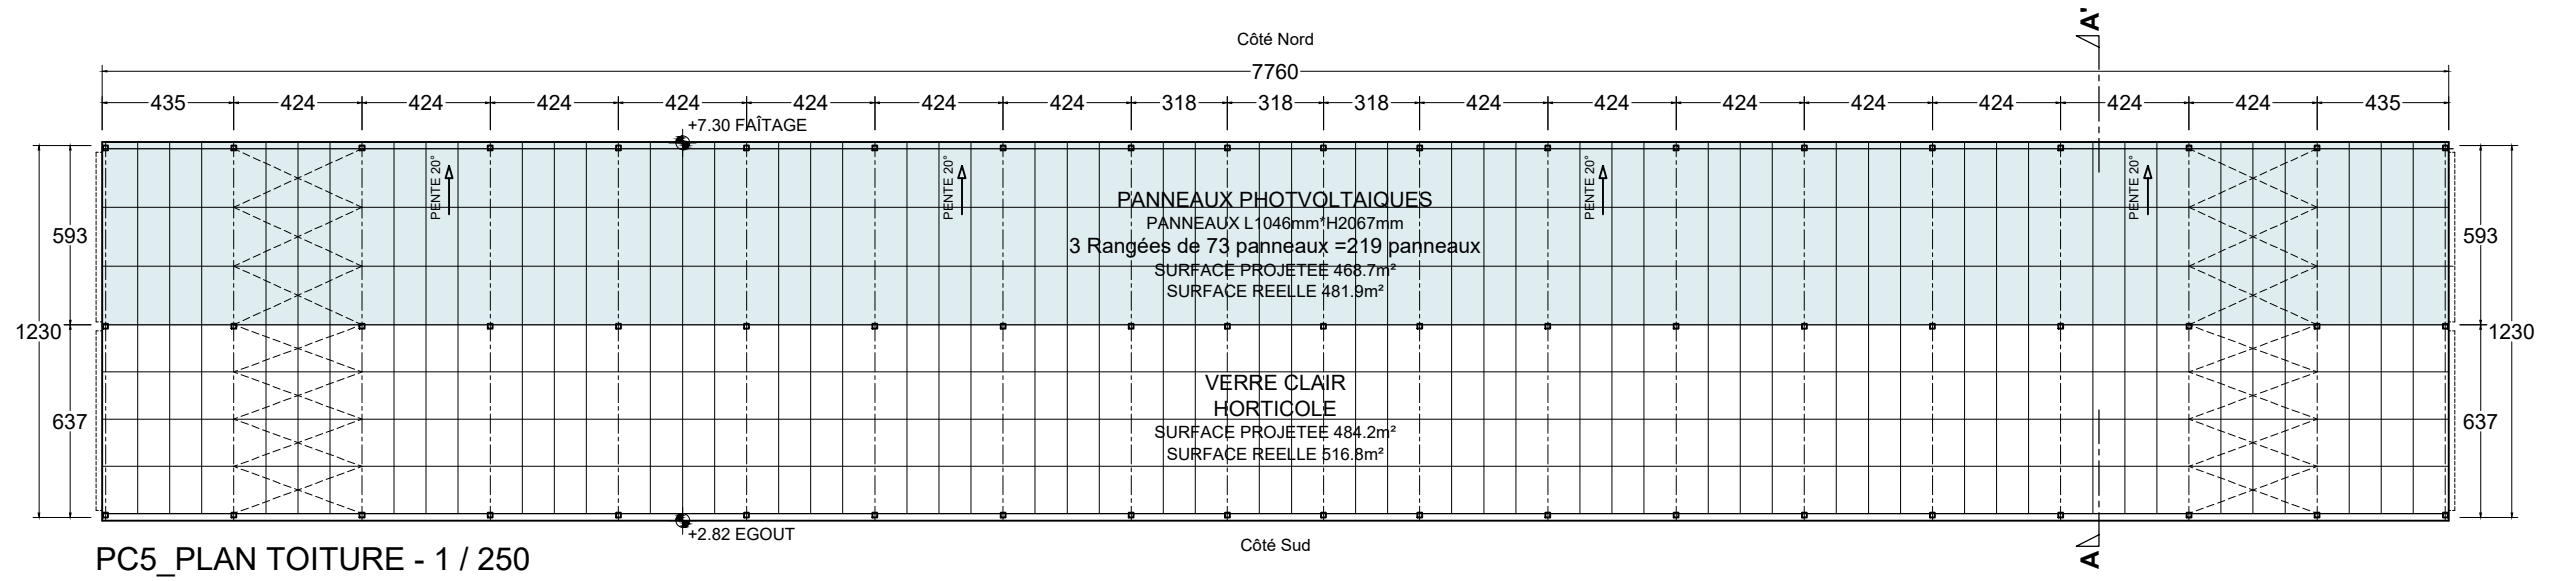 Côté Nord
A'
7760
435 424 424 424 424 424 424 424 318 318 318 424 424 424 424 424 424 424 435
+7.30 FAÎTAGE
PENTE 20° PENTE 20° PENTE 20° PENTE 20°
PANNEAUX PHOTVOLTAIQUES
PANNEAUX L1046mm*H2067mm
3 Rangées de 73 panneaux =219 panneaux
SURFACE PROJETEE 468.7m²
SURFACE REELLE 481.9m²
593 593
1230 1230
VERRE CLAIR
HORTICOLE
SURFACE PROJETEE 484.2m²
SURFACE REELLE 516.8m²
637 637
+2.82 EGOUT
Côté Sud
A
PC5_PLAN TOITURE - 1 / 250